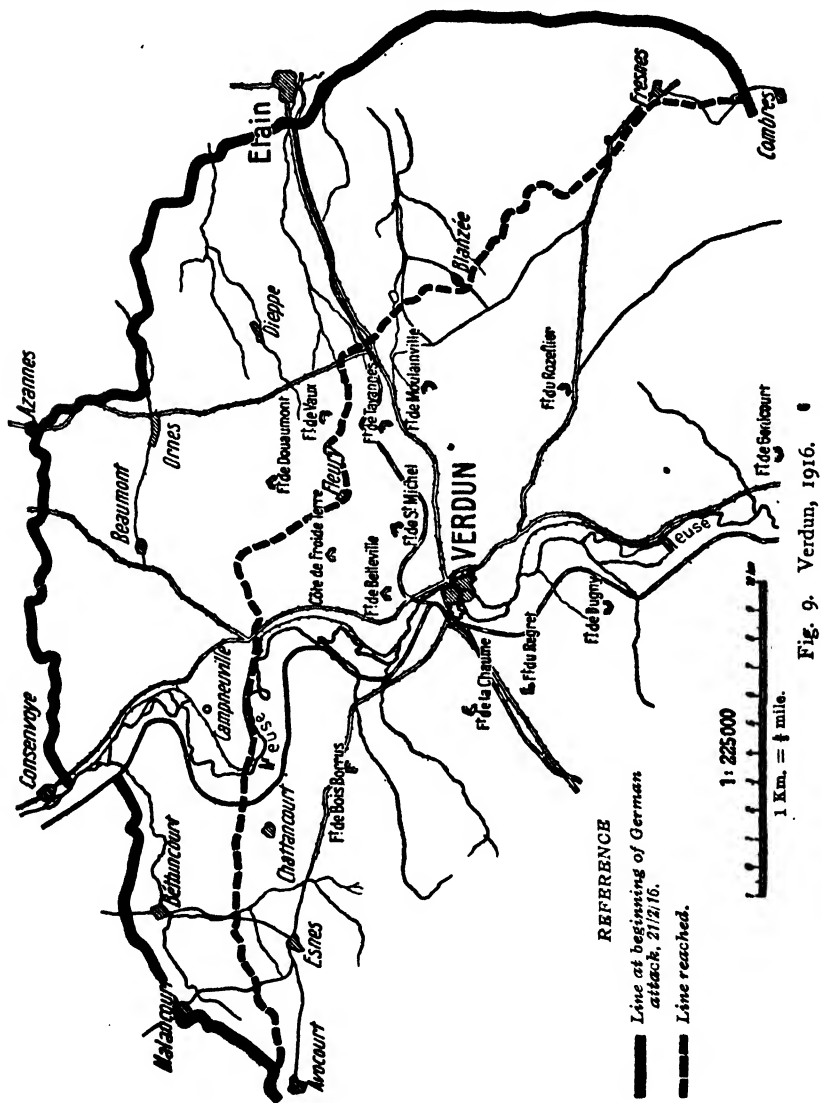 Consenvoye
Azannes
Malancourt
Béthincourt
Beaumont
Ornes
Etain
Campneuville
Meuse
Dieppe
Avocourt
Esnes
Chattancourt
Ft de Bois Borrus
Côte de Froide Terre
Ft de Douaumont
Fleury
Ft de Vaux
Ft de Belleville
Ft de St Michel
Ft de Tavannes
Ft de Moulainville
Blanzée
VERDUN
Ft de la Chaume
Ft du Regret
Ft de Dugny
Ft du Rozellier
Fresnes
Combres
Meuse
Ft de Genicourt
REFERENCE
Line at beginning of German
attack, 21/2/16.
Line reached.
1:225000
1 Km. = ⅝ mile.
Fig. 9. Verdun, 1916.